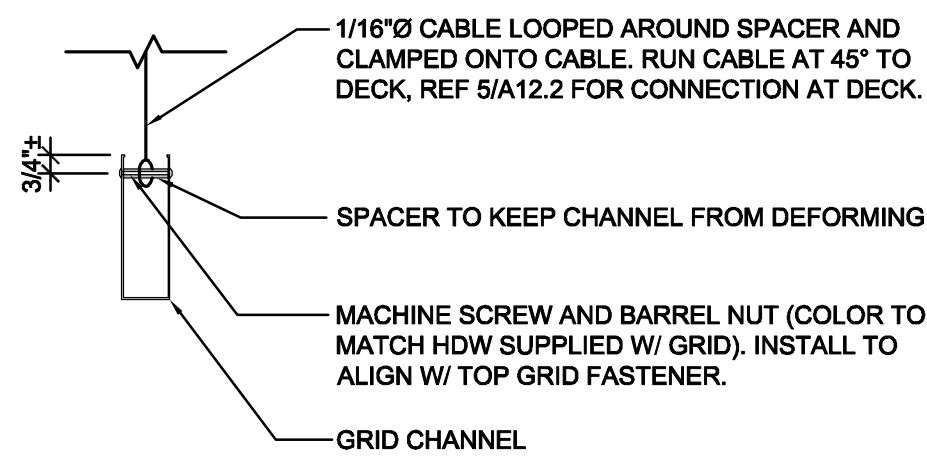 1/16"Ø CABLE LOOPED AROUND SPACER AND
CLAMPED ONTO CABLE. RUN CABLE AT 45° TO
DECK, REF 5/A12.2 FOR CONNECTION AT DECK.
3/4"±
SPACER TO KEEP CHANNEL FROM DEFORMING
MACHINE SCREW AND BARREL NUT (COLOR TO
MATCH HDW SUPPLIED W/ GRID). INSTALL TO
ALIGN W/ TOP GRID FASTENER.
GRID CHANNEL